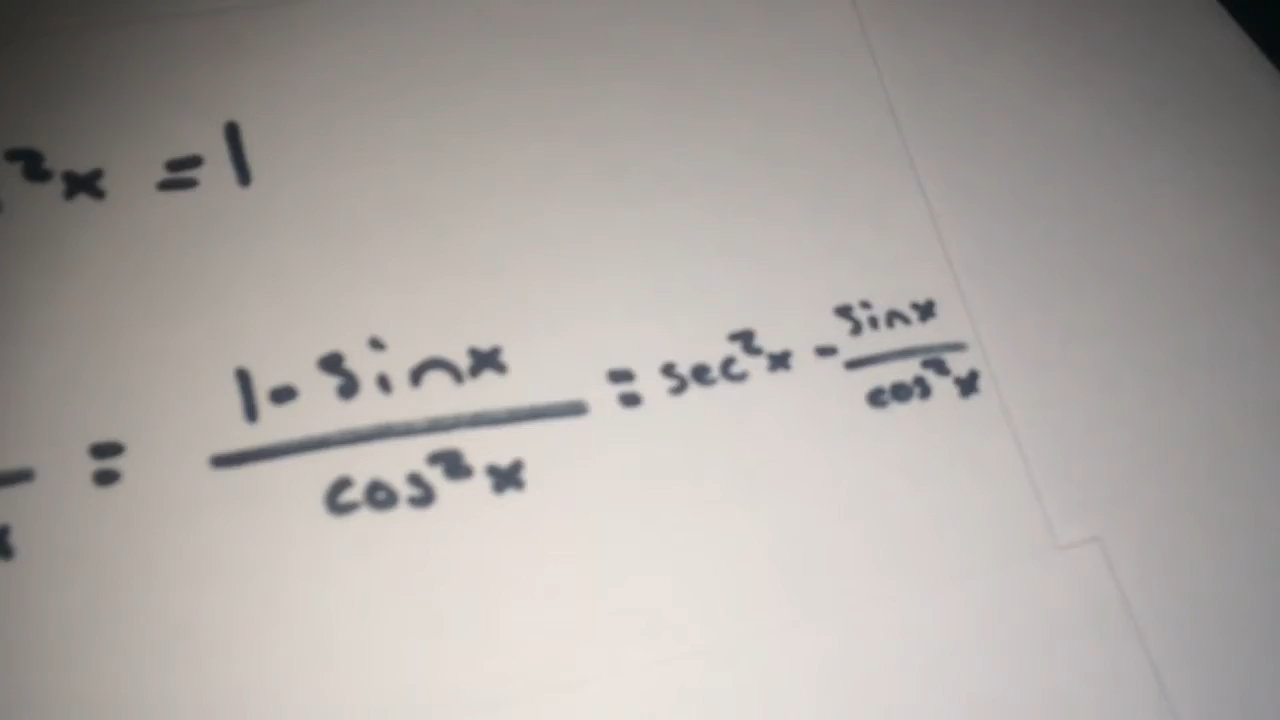 ²x = 1
= 1 - sinx / cos²x = sec²x - sinx / cos²x